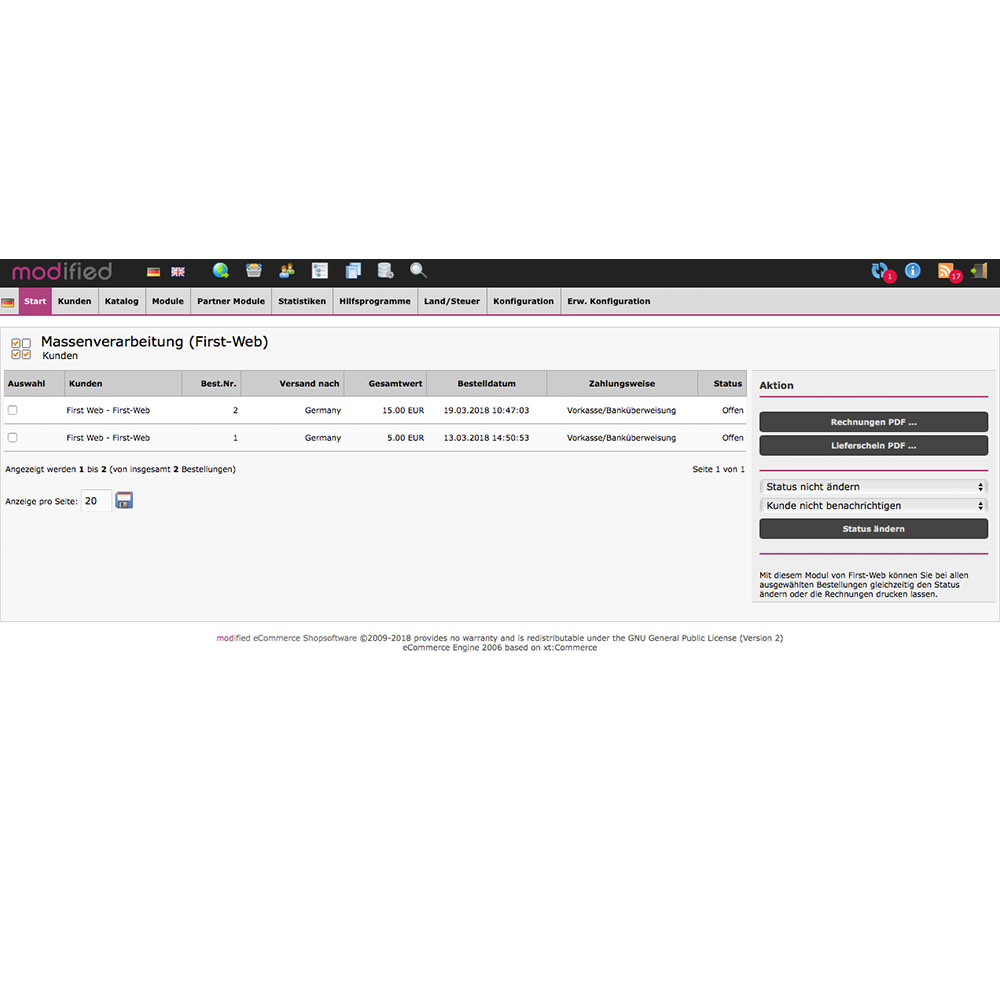 modified
1
17
Start Kunden Katalog Module Partner Module Statistiken Hilfsprogramme Land/Steuer Konfiguration Erw. Konfiguration
Massenverarbeitung (First-Web)
Kunden
Auswahl Kunden Best.Nr. Versand nach Gesamtwert Bestelldatum Zahlungsweise Status
First Web - First-Web 2 Germany 15.00 EUR 19.03.2018 10:47:03 Vorkasse/Banküberweisung Offen
First Web - First-Web 1 Germany 5.00 EUR 13.03.2018 14:50:53 Vorkasse/Banküberweisung Offen
Angezeigt werden 1 bis 2 (von insgesamt 2 Bestellungen) Seite 1 von 1
Anzeige pro Seite: 20
Aktion
Rechnungen PDF ...
Lieferschein PDF ...
Status nicht ändern
Kunde nicht benachrichtigen
Status ändern
Mit diesem Modul von First-Web können Sie bei allen
ausgewählten Bestellungen gleichzeitig den Status
ändern oder die Rechnungen drucken lassen.
modified eCommerce Shopsoftware ©2009-2018 provides no warranty and is redistributable under the GNU General Public License (Version 2)
eCommerce Engine 2006 based on xt:Commerce